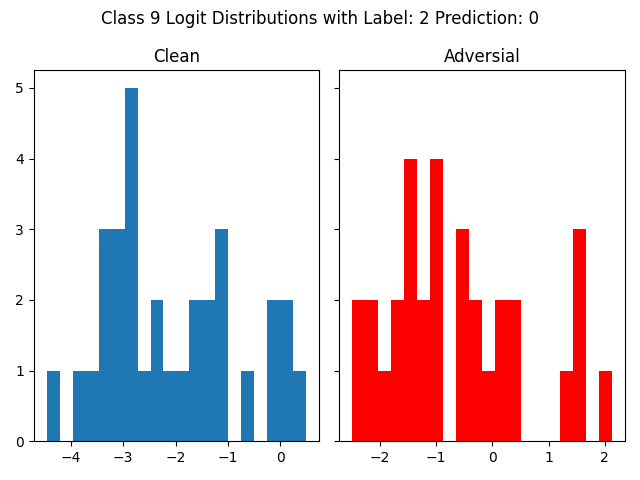 Class 9 Logit Distributions with Label: 2 Prediction: 0
Clean
Adversial
5
4
3
2
1
0
−4 −3 −2 −1 0
−2 −1 0 1 2